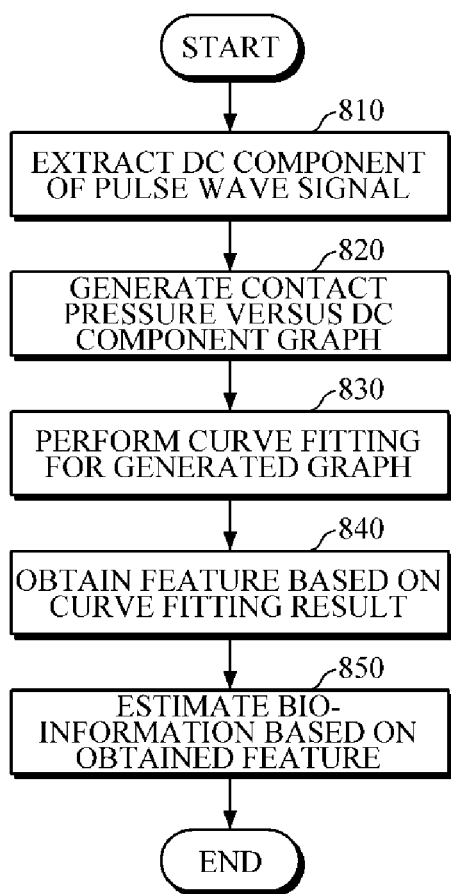 START
810
EXTRACT DC COMPONENT
OF PULSE WAVE SIGNAL
820
GENERATE CONTACT
PRESSURE VERSUS DC
COMPONENT GRAPH
830
PERFORM CURVE FITTING
FOR GENERATED GRAPH
840
OBTAIN FEATURE BASED ON
CURVE FITTING RESULT
850
ESTIMATE BIO-
INFORMATION BASED ON
OBTAINED FEATURE
END